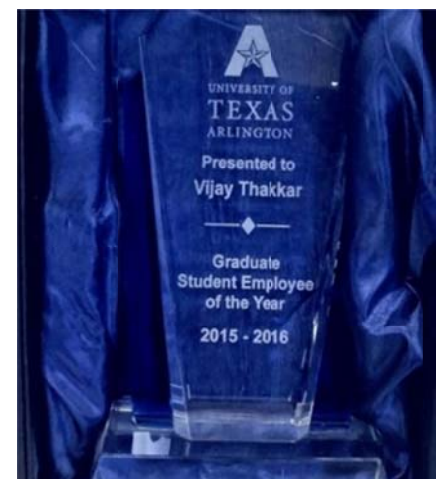 A
UNIVERSITY OF
TEXAS
ARLINGTON
Presented to
Vijay Thakkar
Graduate
Student Employee
of the Year
2015 - 2016